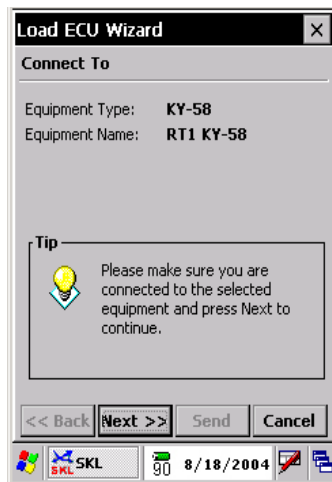 Load ECU Wizard
Connect To
Equipment Type: KY-58
Equipment Name: RT1 KY-58
Tip
Please make sure you are
connected to the selected
equipment and press Next to
continue.
<< Back Next >> Send Cancel
SKL SKL 90 8/18/2004